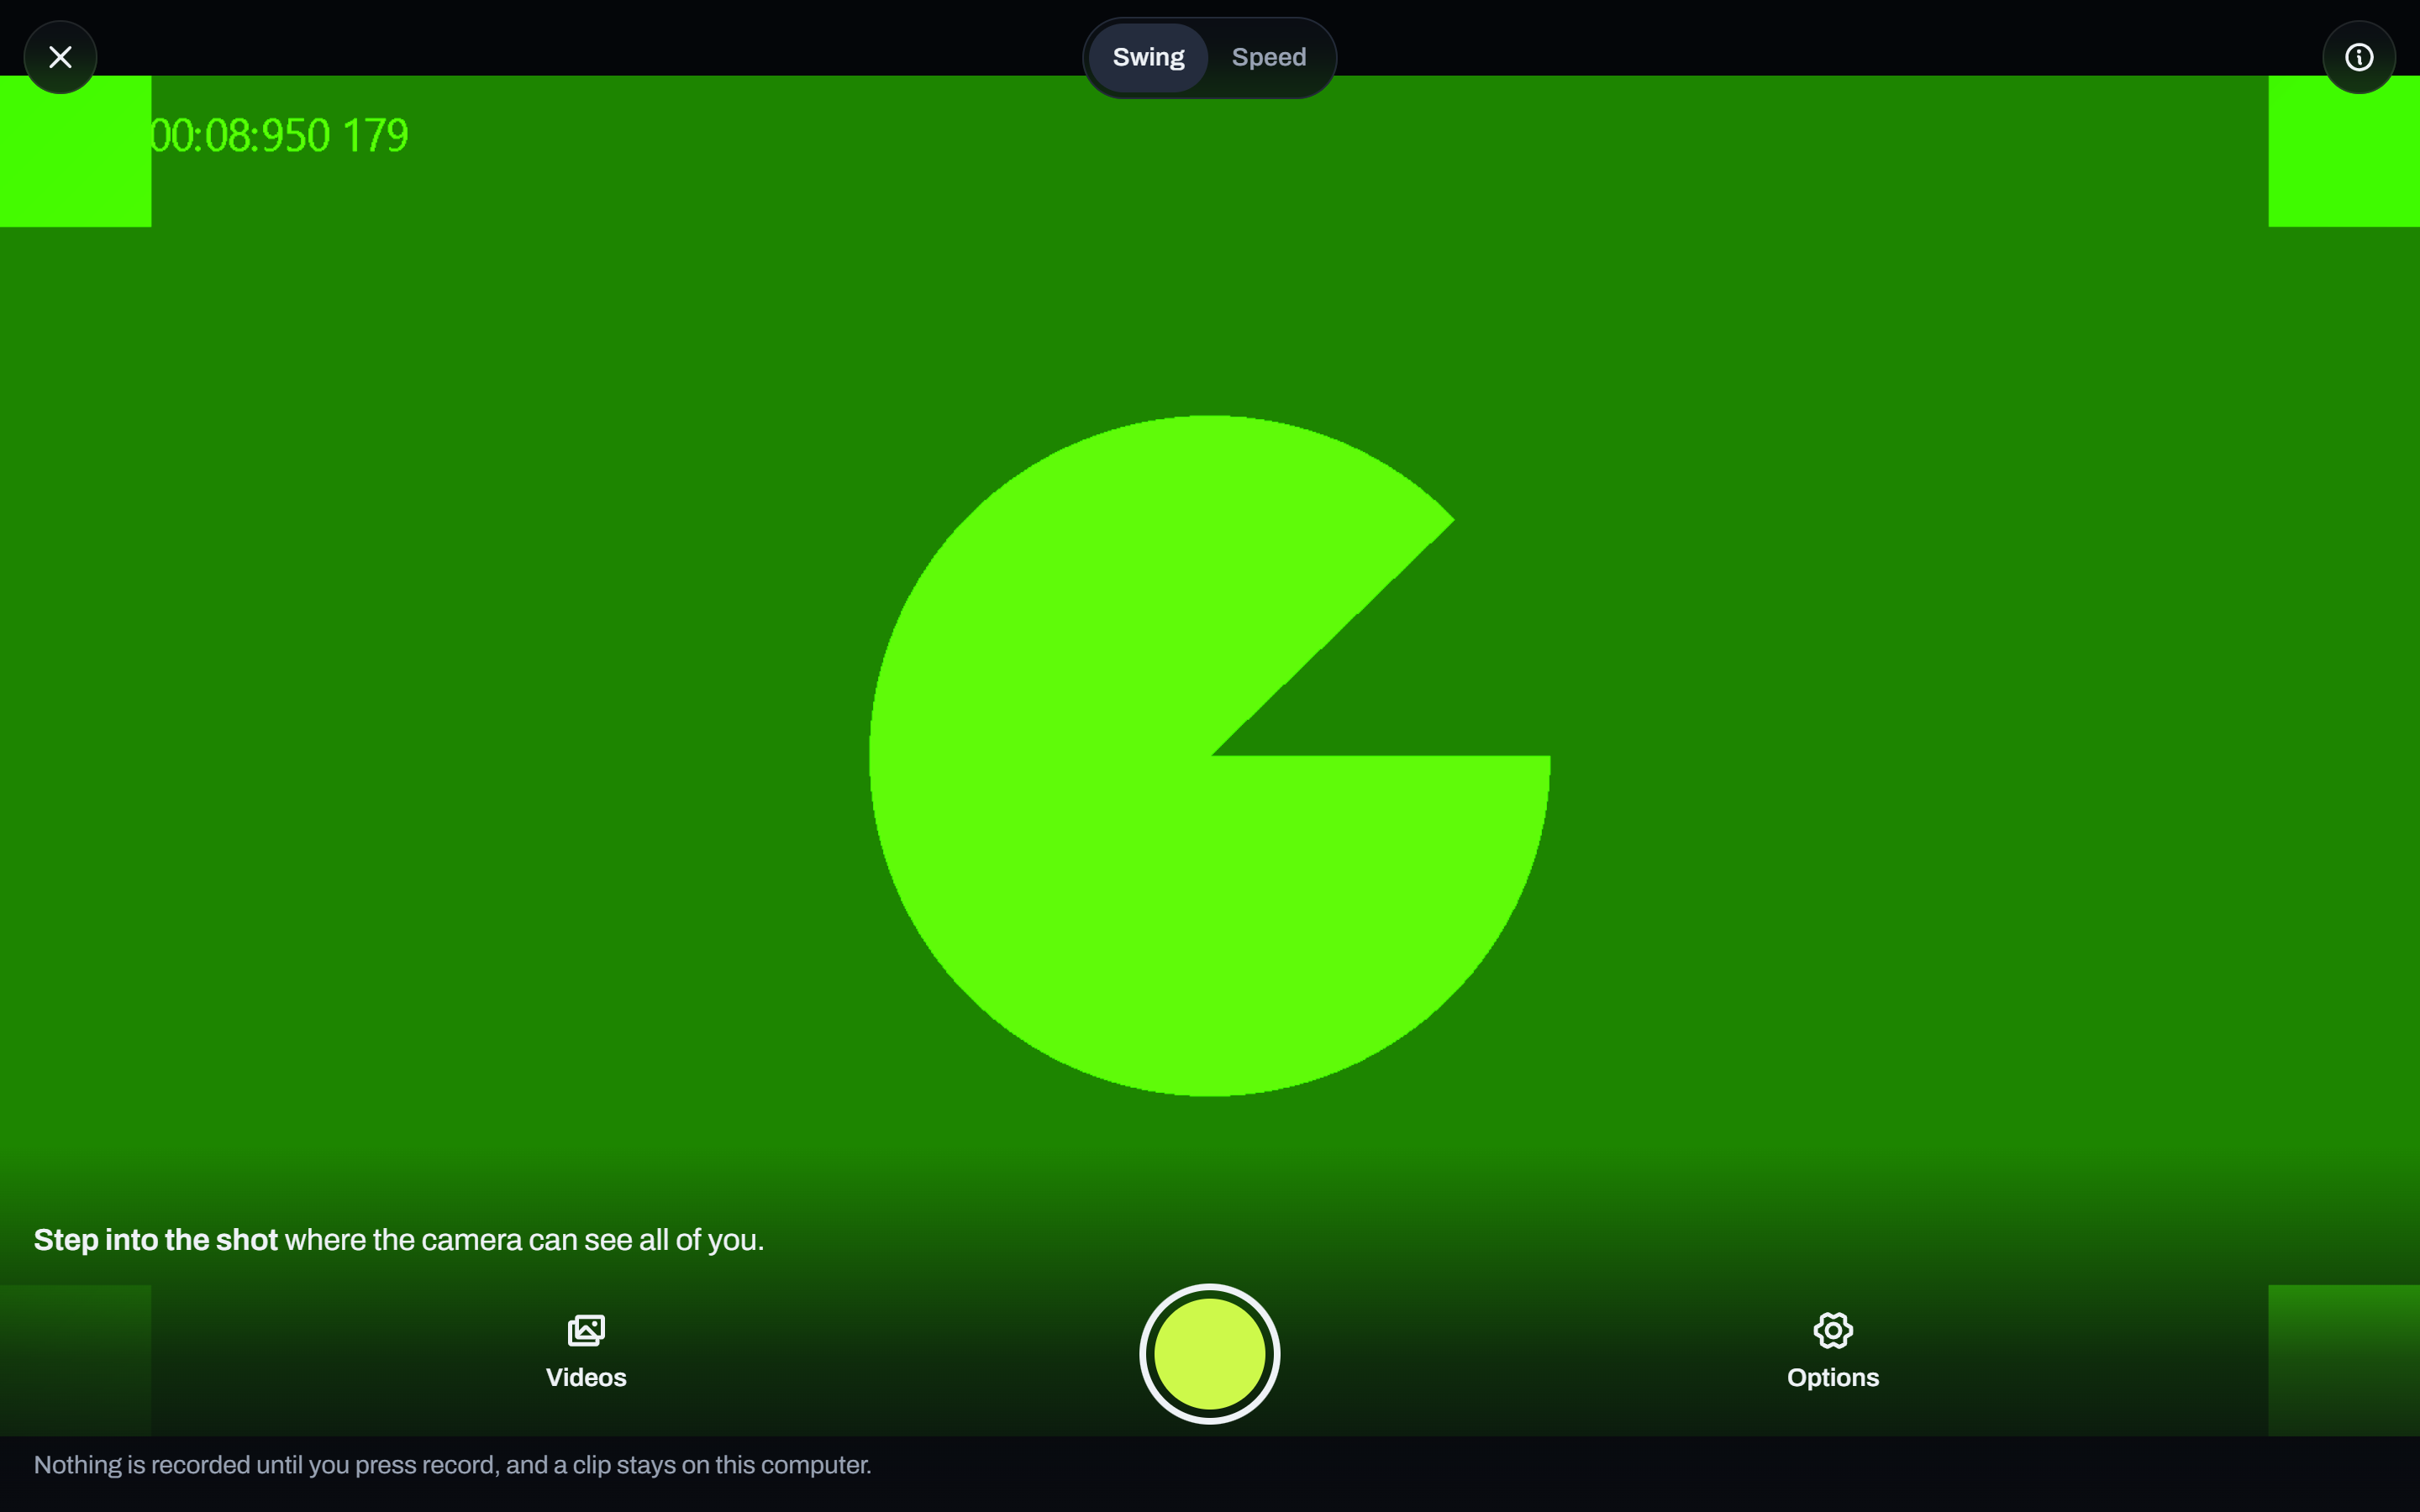 Swing Speed
00:08:950 179
Step into the shot where the camera can see all of you.
Videos
Options
Nothing is recorded until you press record, and a clip stays on this computer.